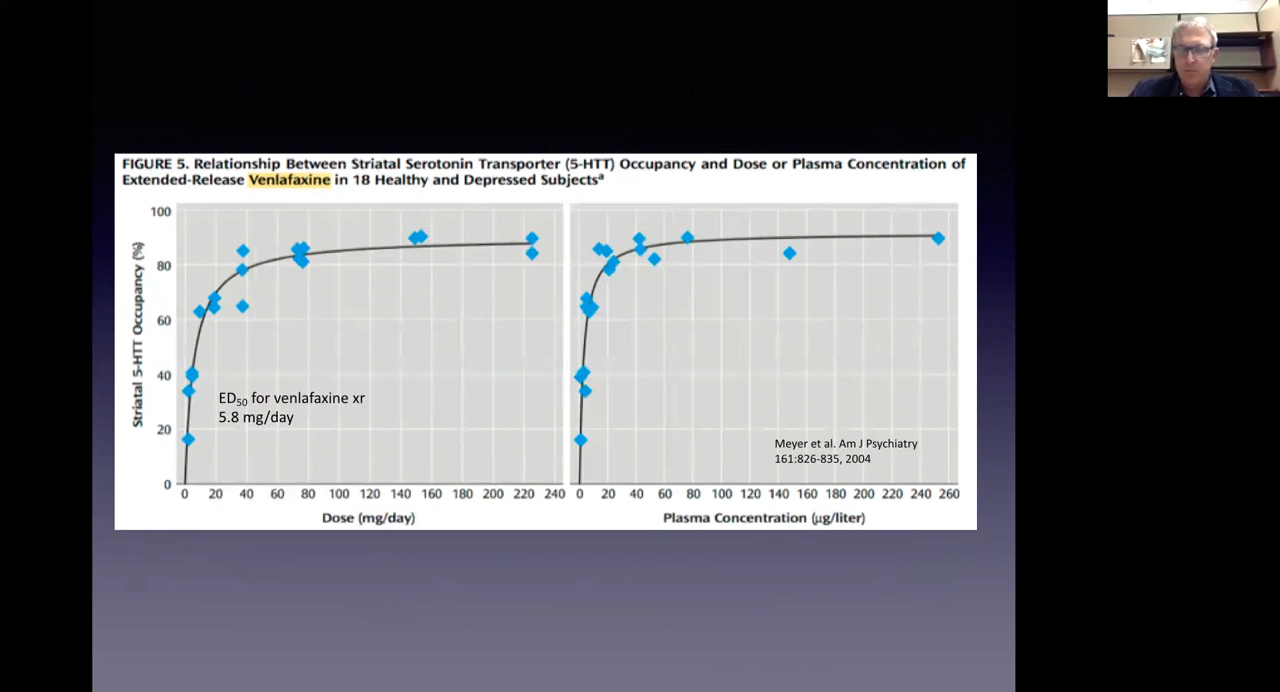 FIGURE 5. Relationship Between Striatal Serotonin Transporter (5-HTT) Occupancy and Dose or Plasma Concentration of
Extended-Release Venlafaxine in 18 Healthy and Depressed Subjectsᵃ
Striatal 5-HTT Occupancy (%)
100
80
60
40
20
0
ED₅₀ for venlafaxine xr
5.8 mg/day
0 20 40 60 80 100 120 140 160 180 200 220 240
Dose (mg/day)
Meyer et al. Am J Psychiatry
161:826-835, 2004
0 20 40 60 80 100 120 140 160 180 200 220 240 260
Plasma Concentration (μg/liter)